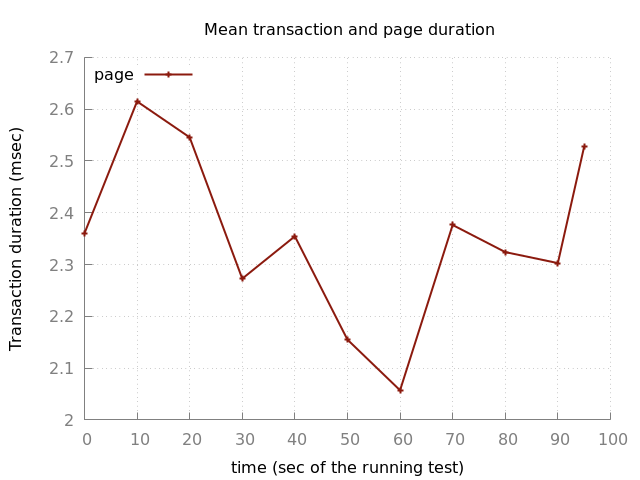 Mean transaction and page duration
2.7
page
2.6
2.5
2.4
2.3
2.2
2.1
2
Transaction duration (msec)
0 10 20 30 40 50 60 70 80 90 100
time (sec of the running test)